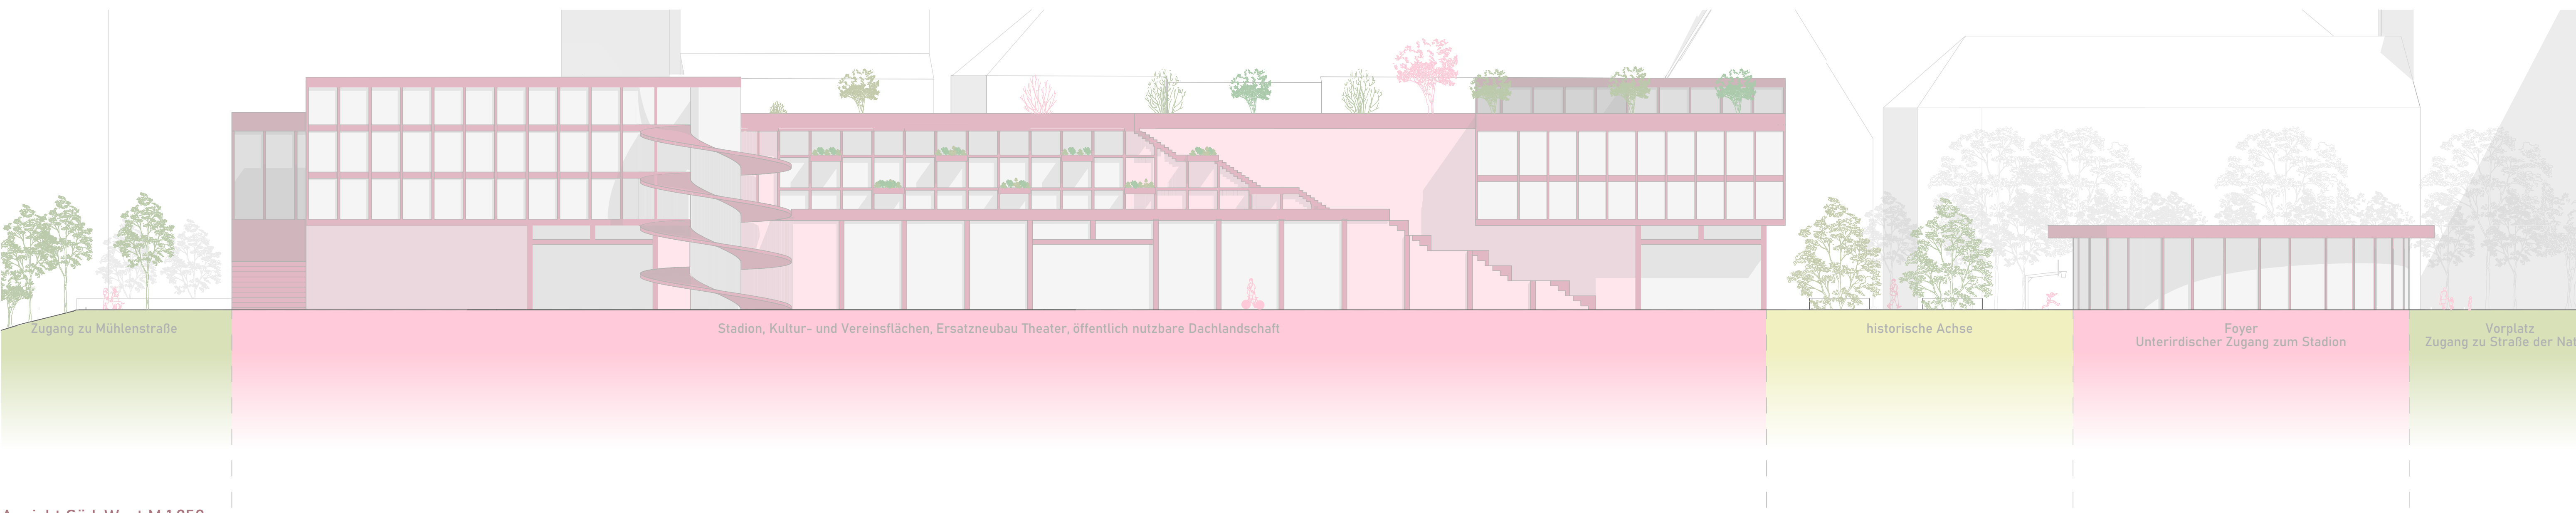 Zugang zu Mühlenstraße
Stadion, Kultur- und Vereinsflächen, Ersatzneubau Theater, öffentlich nutzbare Dachlandschaft
historische Achse
Foyer
Unterirdischer Zugang zum Stadion
Vorplatz
Zugang zu Straße der Nat